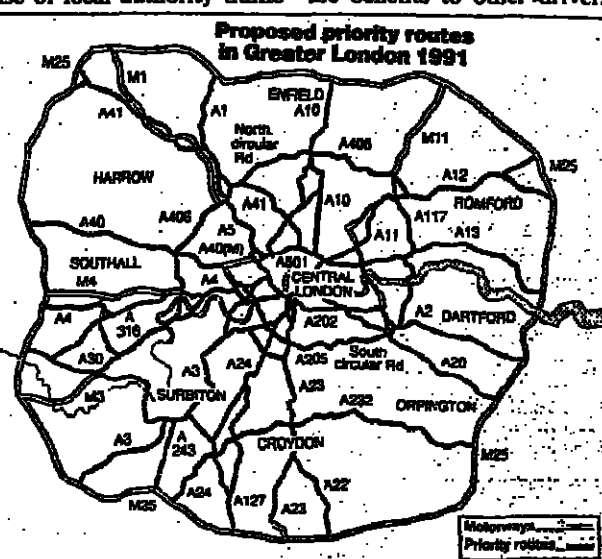 Proposed priority routes
in Greater London 1991
M25
M1
A1
ENFIELD
A10
A41
North
circular
Rd
A406
M11
M25
HARROW
A12
ROMFORD
A406
A41
A10
A117
A40
A5
A11
A13
A40(M)
A501
SOUTHALL
A4
CENTRAL
LONDON
M4
A4
A
316
A202
A2
DARTFORD
A205
South
circular Rd
A20
A30
A3
A24
M3
SURBITON
A23
A232
ORPINGTON
A3
A
243
CROYDON
M25
A24
A127
A23
A22
M35
Motorways
Priority routes